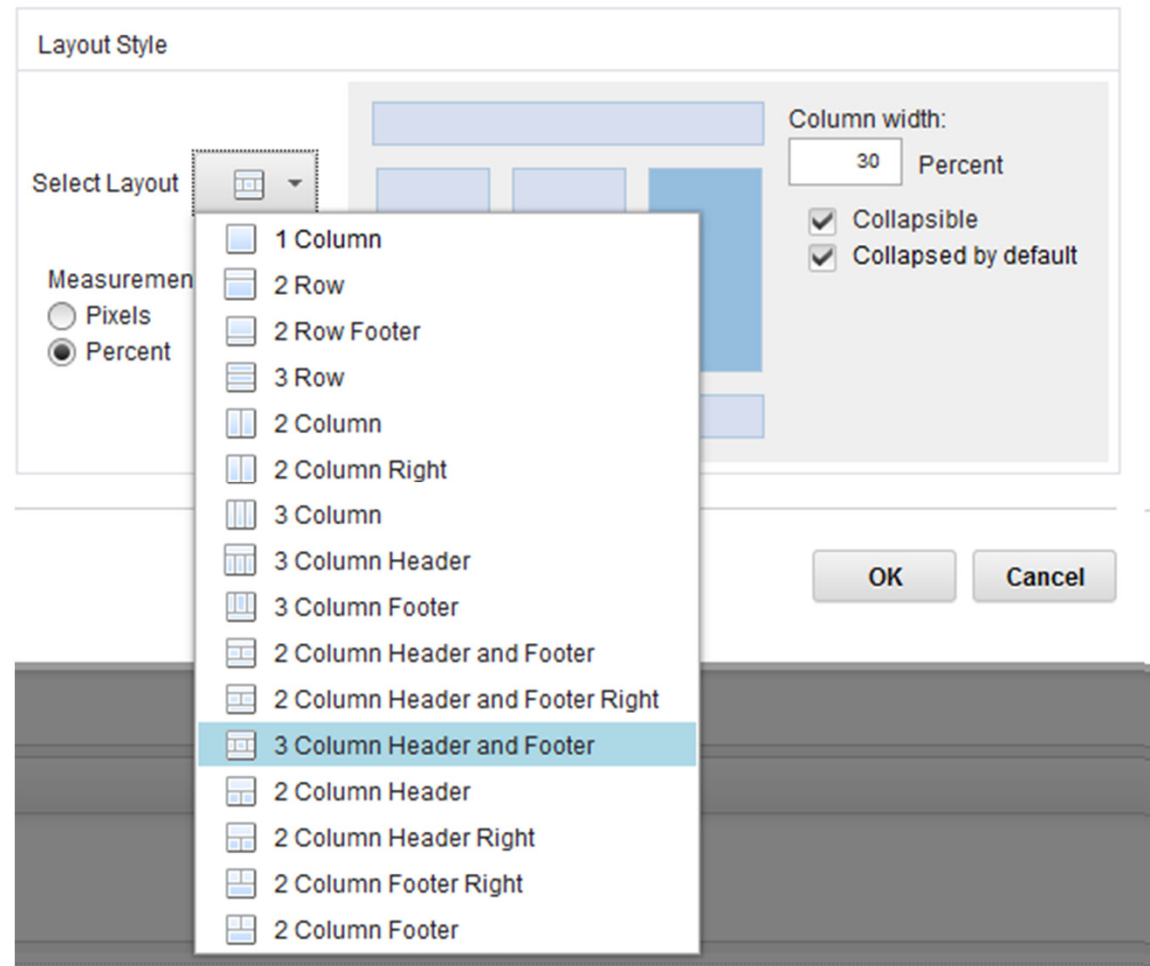 Layout Style
Column width:
30 Percent
Select Layout
Collapsible
Collapsed by default
1 Column
Measuremen
2 Row
Pixels
2 Row Footer
Percent
3 Row
2 Column
2 Column Right
3 Column
3 Column Header
OK Cancel
3 Column Footer
2 Column Header and Footer
2 Column Header and Footer Right
3 Column Header and Footer
2 Column Header
2 Column Header Right
2 Column Footer Right
2 Column Footer